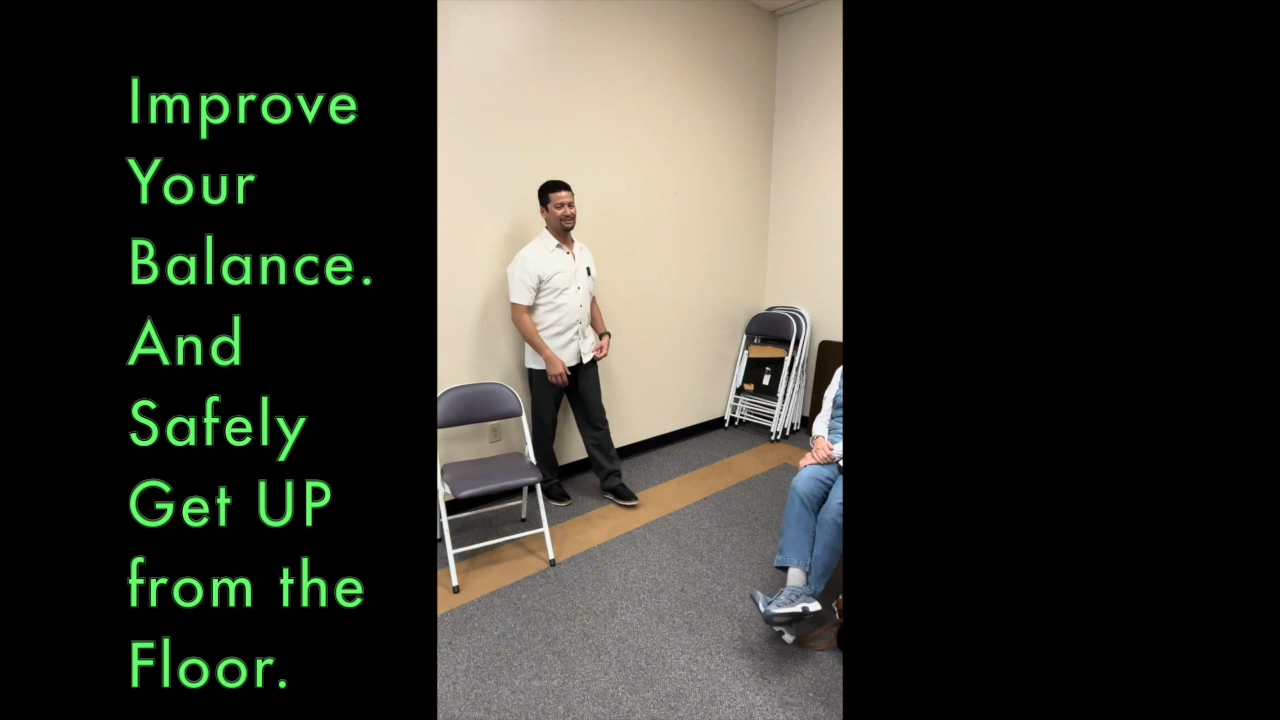 Improve
Your
Balance.
And
Safely
Get UP
from the
Floor.